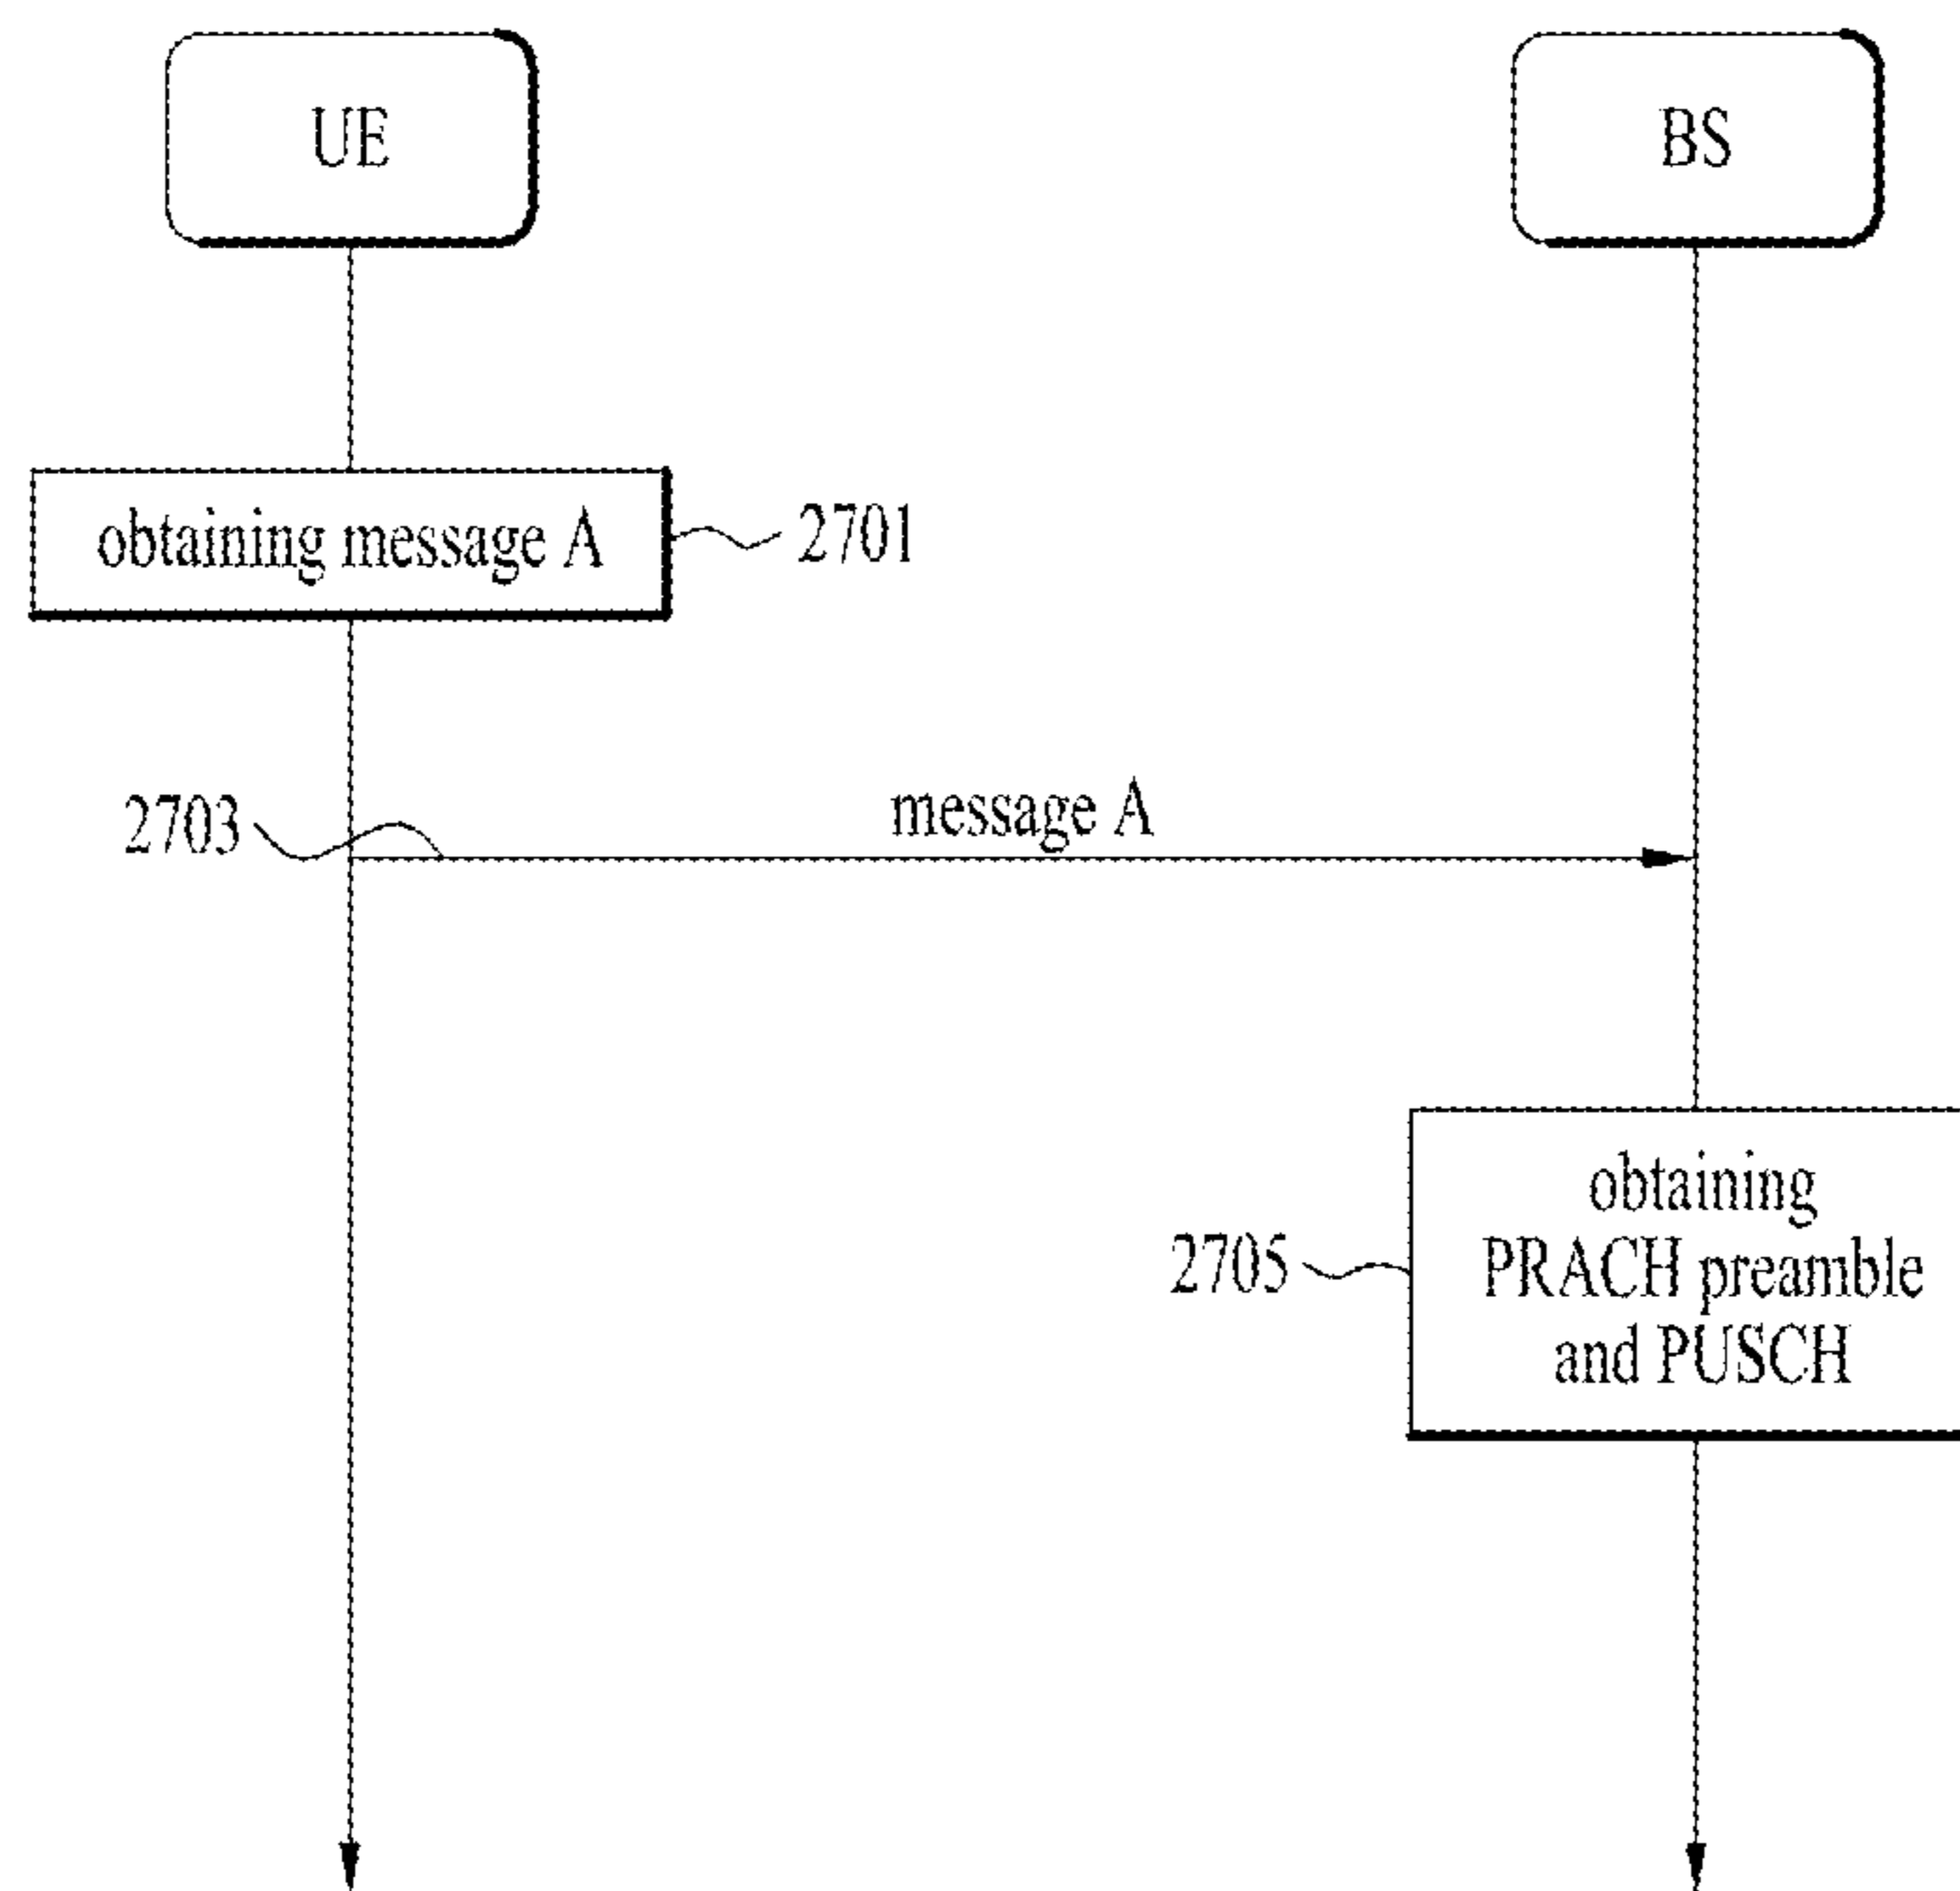 UE
BS
obtaining message A
2701
2703
message A
2705
obtaining
PRACH preamble
and PUSCH